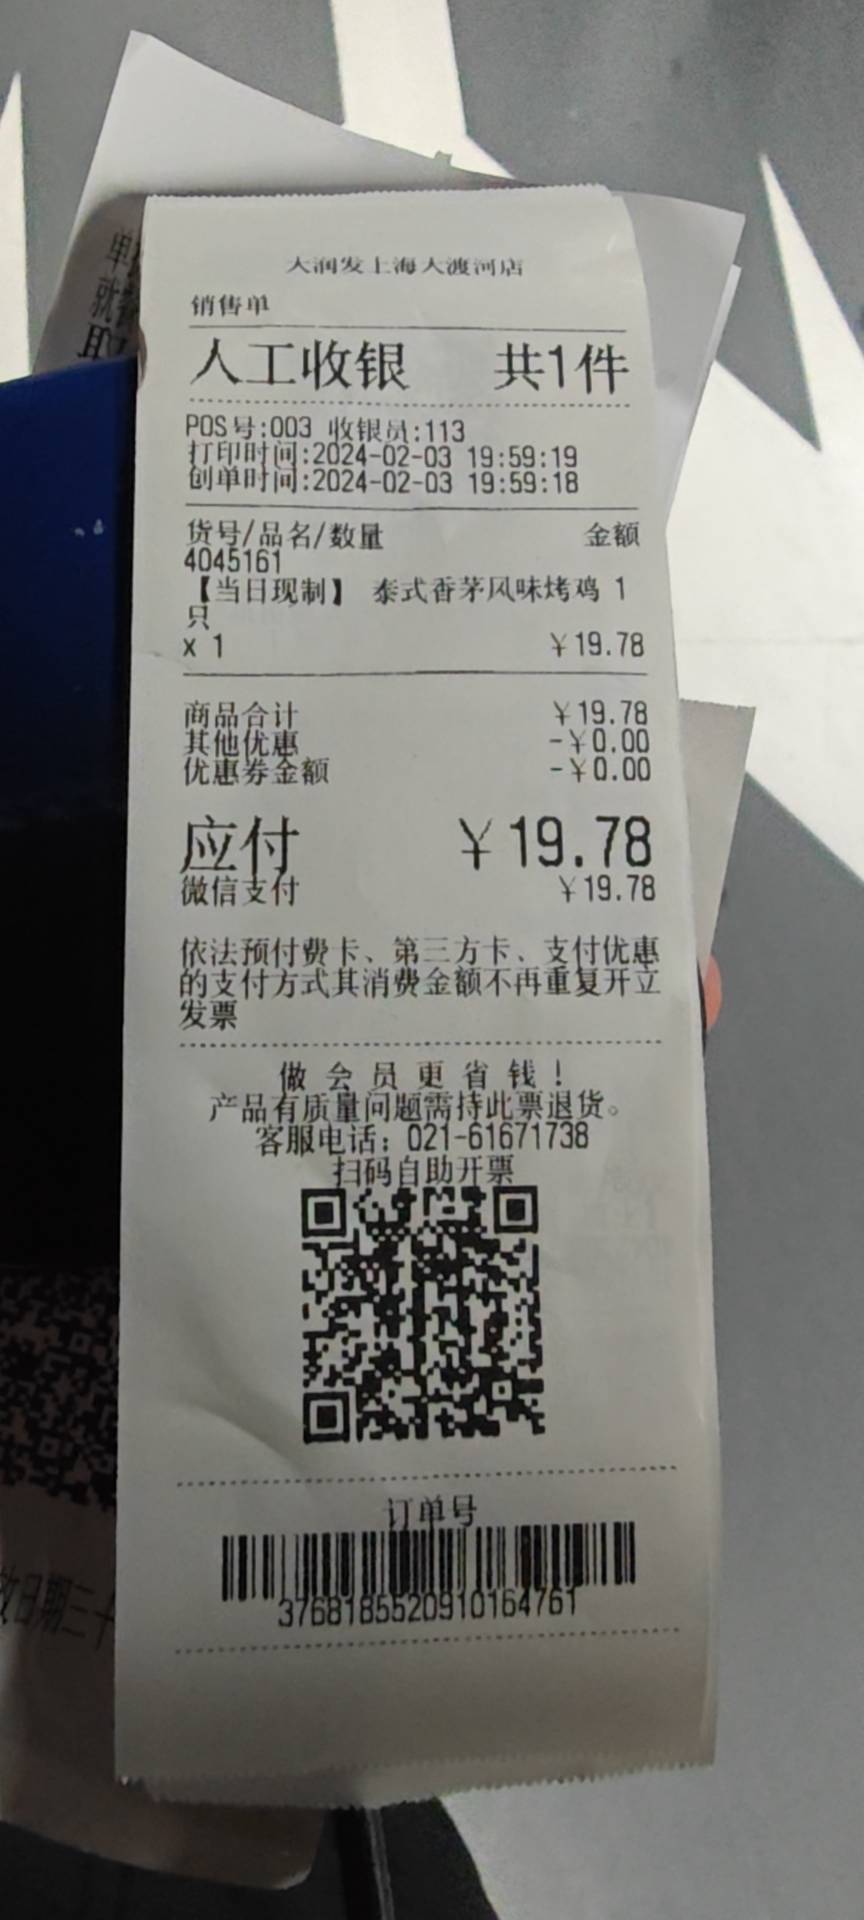 大润发上海大渡河店
销售单
人工收银 共1件
POS号:003 收银员:113
打印时间:2024-02-03 19:59:19
创单时间:2024-02-03 19:59:18
货号/品名/数量 金额
4045161
【当日现制】 泰式香茅风味烤鸡 1
只
x 1 ￥19.78
商品合计 ￥19.78
其他优惠 -￥0.00
优惠券金额 -￥0.00
应付 ￥19.78
微信支付 ￥19.78
依法预付费卡、第三方卡、支付优惠
的支付方式其消费金额不再重复开立
发票
做会员更省钱！
产品有质量问题需持此票退货。
客服电话：021-61671738
扫码自助开票
订单号
3768185520910164761
日期三十